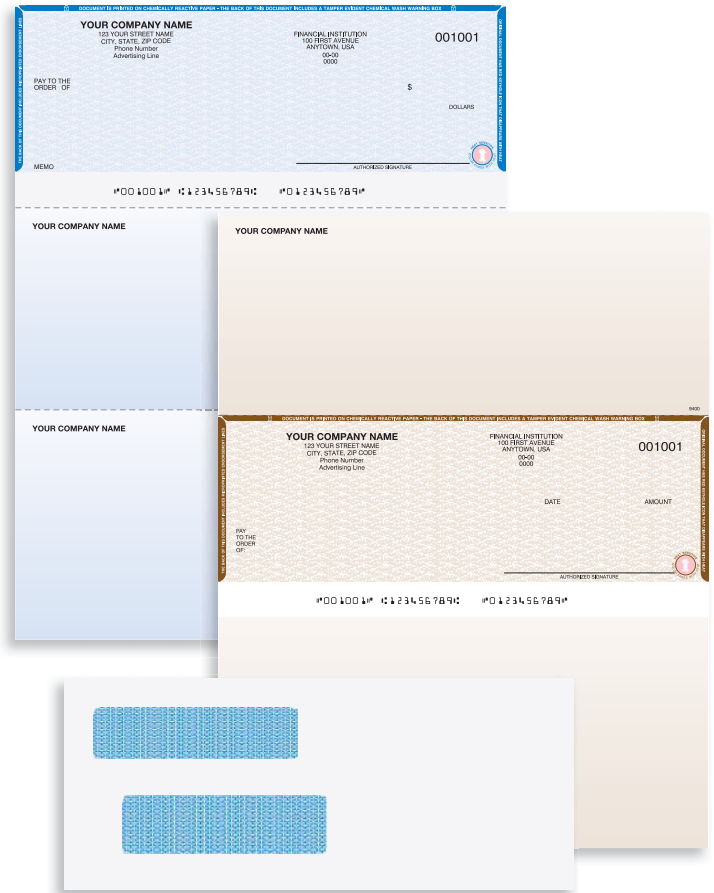 DOCUMENT IS PRINTED ON CHEMICALLY REACTIVE PAPER • THE BACK OF THIS DOCUMENT INCLUDES A TAMPER EVIDENT CHEMICAL WASH WARNING BOX
YOUR COMPANY NAME
123 YOUR STREET NAME
CITY, STATE, ZIP CODE
Phone Number
Advertising Line
FINANCIAL INSTITUTION
100 FIRST AVENUE
ANYTOWN, USA
00-00
0000
001001
PAY TO THE
ORDER OF
$
DOLLARS
MEMO
AUTHORIZED SIGNATURE
⑈001001⑈ ⑆123456789⑆ ⑈0123456789⑈
YOUR COMPANY NAME
YOUR COMPANY NAME
YOUR COMPANY NAME
9400
DOCUMENT IS PRINTED ON CHEMICALLY REACTIVE PAPER • THE BACK OF THIS DOCUMENT INCLUDES A TAMPER EVIDENT CHEMICAL WASH WARNING BOX
YOUR COMPANY NAME
123 YOUR STREET NAME
CITY, STATE, ZIP CODE
Phone Number
Advertising Line
FINANCIAL INSTITUTION
100 FIRST AVENUE
ANYTOWN, USA
00-00
0000
001001
DATE
AMOUNT
PAY
TO THE
ORDER
OF:
AUTHORIZED SIGNATURE
⑈001001⑈ ⑆123456789⑆ ⑈0123456789⑈